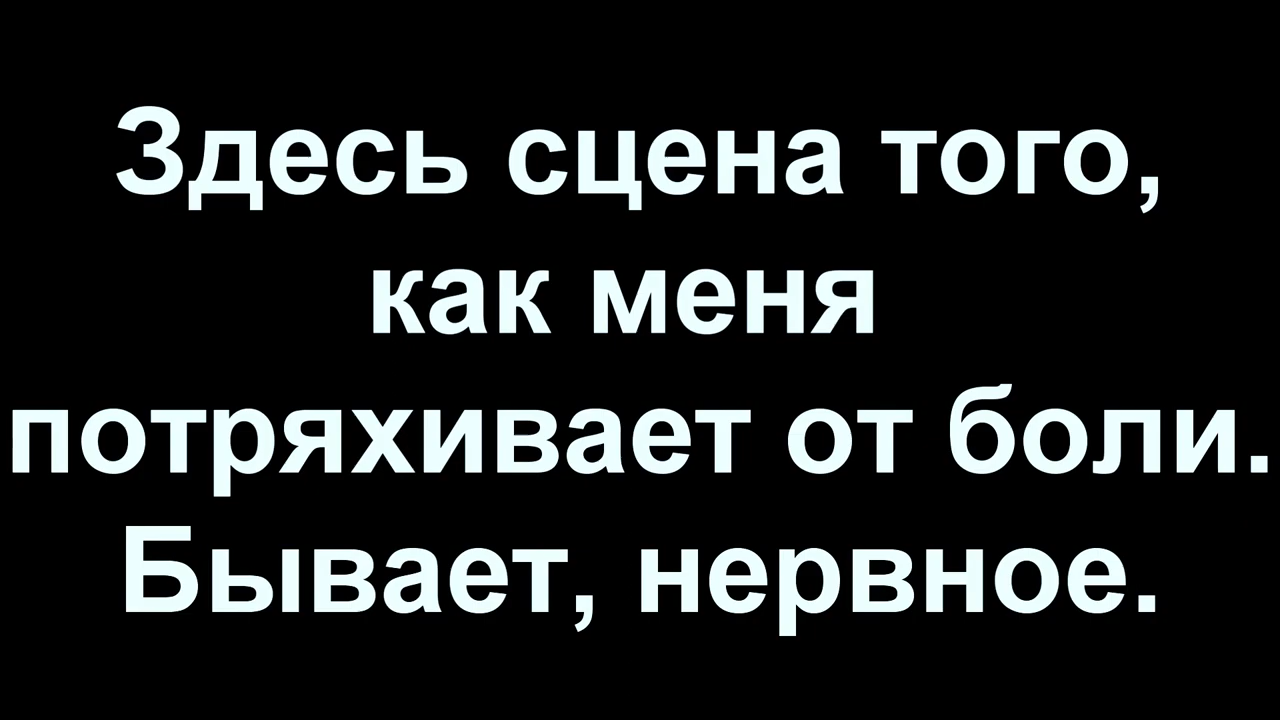 Здесь сцена того,
как меня
потряхивает от боли.
Бывает, нервное.